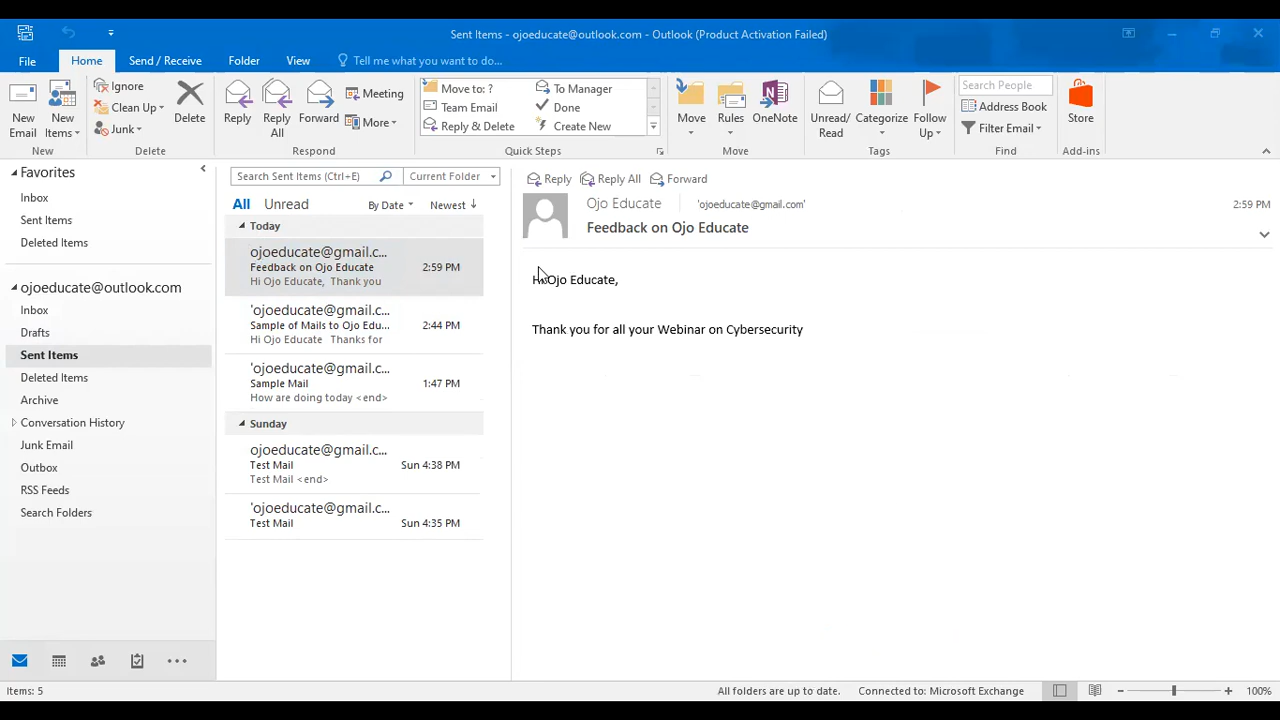 Sent Items - ojoeducate@outlook.com - Outlook (Product Activation Failed)
File Home Send / Receive Folder View Tell me what you want to do...
New Email
New Items
Ignore
Clean Up
Junk
Delete
Reply
Reply All
Forward
Meeting
More
Move to: ?
Team Email
Reply & Delete
To Manager
Done
Create New
Move
Rules
OneNote
Unread/ Read
Categorize
Follow Up
Search People
Address Book
Filter Email
Store
New Delete Respond Quick Steps Move Tags Find Add-ins
Favorites
Inbox
Sent Items
Deleted Items
ojoeducate@outlook.com
Inbox
Drafts
Sent Items
Deleted Items
Archive
Conversation History
Junk Email
Outbox
RSS Feeds
Search Folders
Search Sent Items (Ctrl+E) Current Folder
All Unread By Date Newest
Today
ojoeducate@gmail.c...
Feedback on Ojo Educate 2:59 PM
Hi Ojo Educate, Thank you
'ojoeducate@gmail.c...
Sample of Mails to Ojo Edu... 2:44 PM
Hi Ojo Educate Thanks for
'ojoeducate@gmail.c...
Sample Mail 1:47 PM
How are doing today <end>
Sunday
ojoeducate@gmail.c...
Test Mail Sun 4:38 PM
Test Mail <end>
'ojoeducate@gmail.c...
Test Mail Sun 4:35 PM
Reply Reply All Forward
Ojo Educate 'ojoeducate@gmail.com' 2:59 PM
Feedback on Ojo Educate
Hi Ojo Educate,
Thank you for all your Webinar on Cybersecurity
Items: 5 All folders are up to date. Connected to: Microsoft Exchange 100%